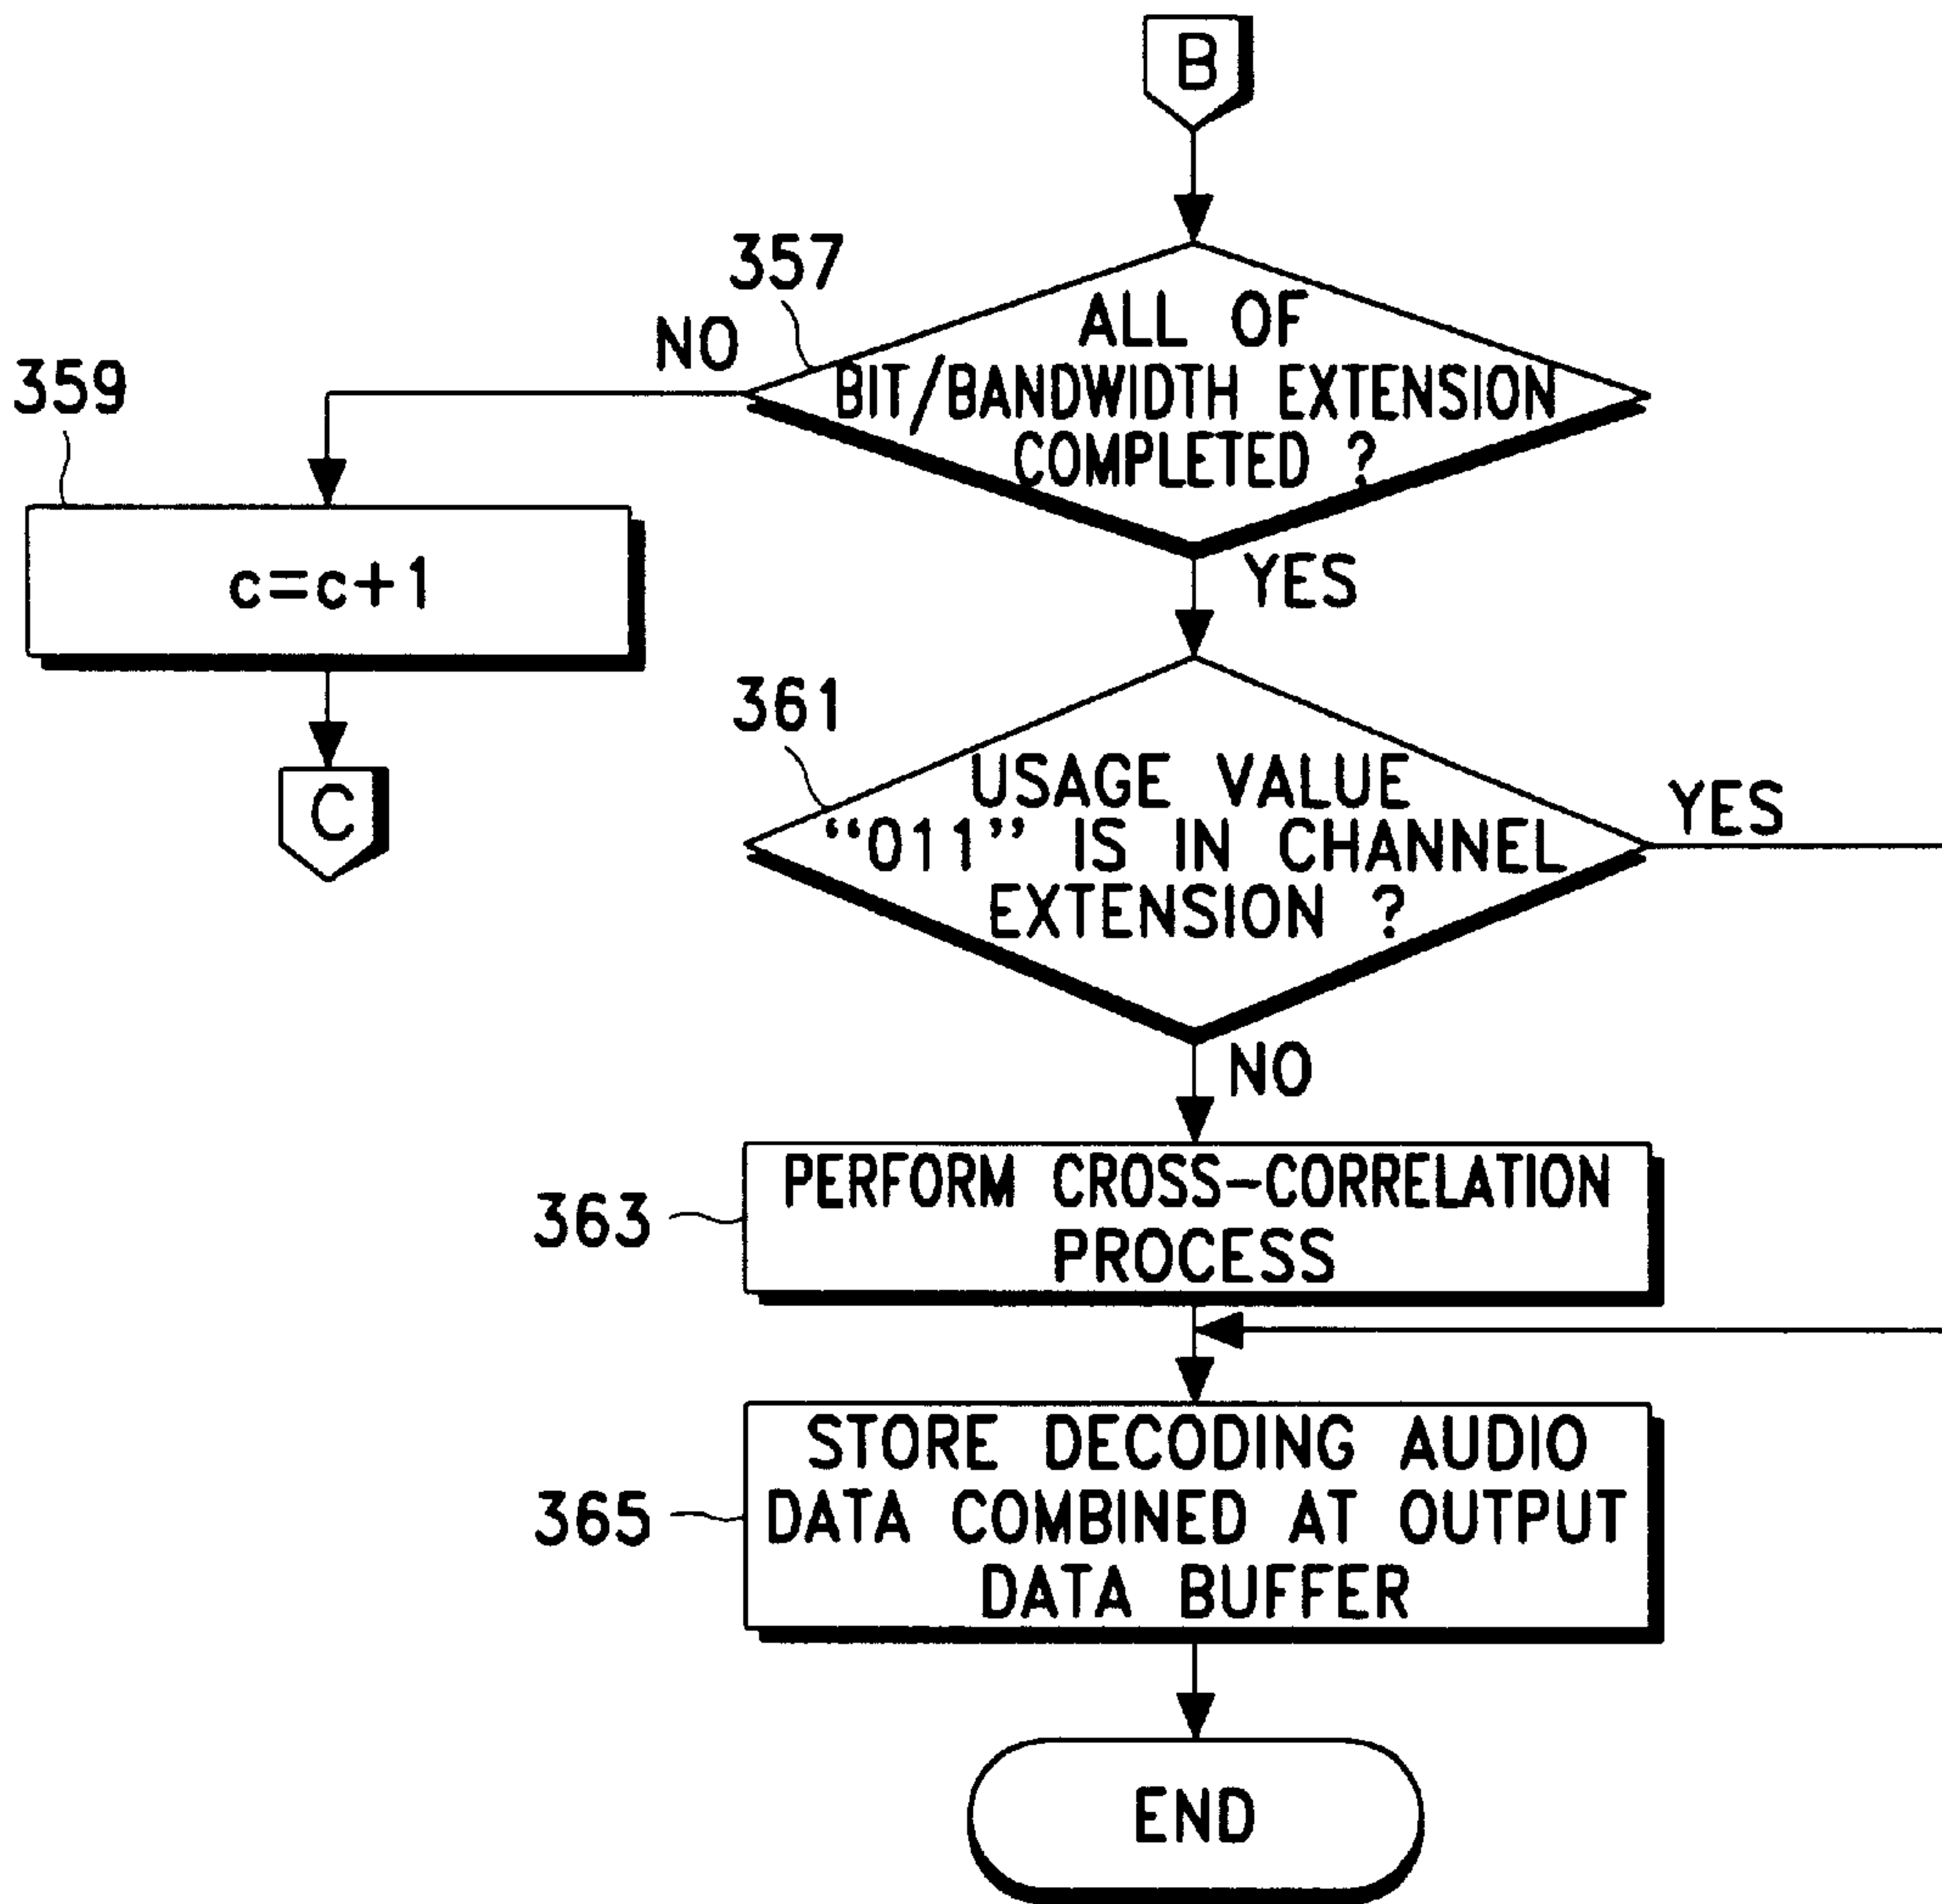 B
357
ALL OF
BIT/BANDWIDTH EXTENSION
COMPLETED ?
NO
359
c=c+1
C
YES
361
USAGE VALUE
“011” IS IN CHANNEL
EXTENSION ?
YES
NO
363
PERFORM CROSS-CORRELATION
PROCESS
365
STORE DECODING AUDIO
DATA COMBINED AT OUTPUT
DATA BUFFER
END